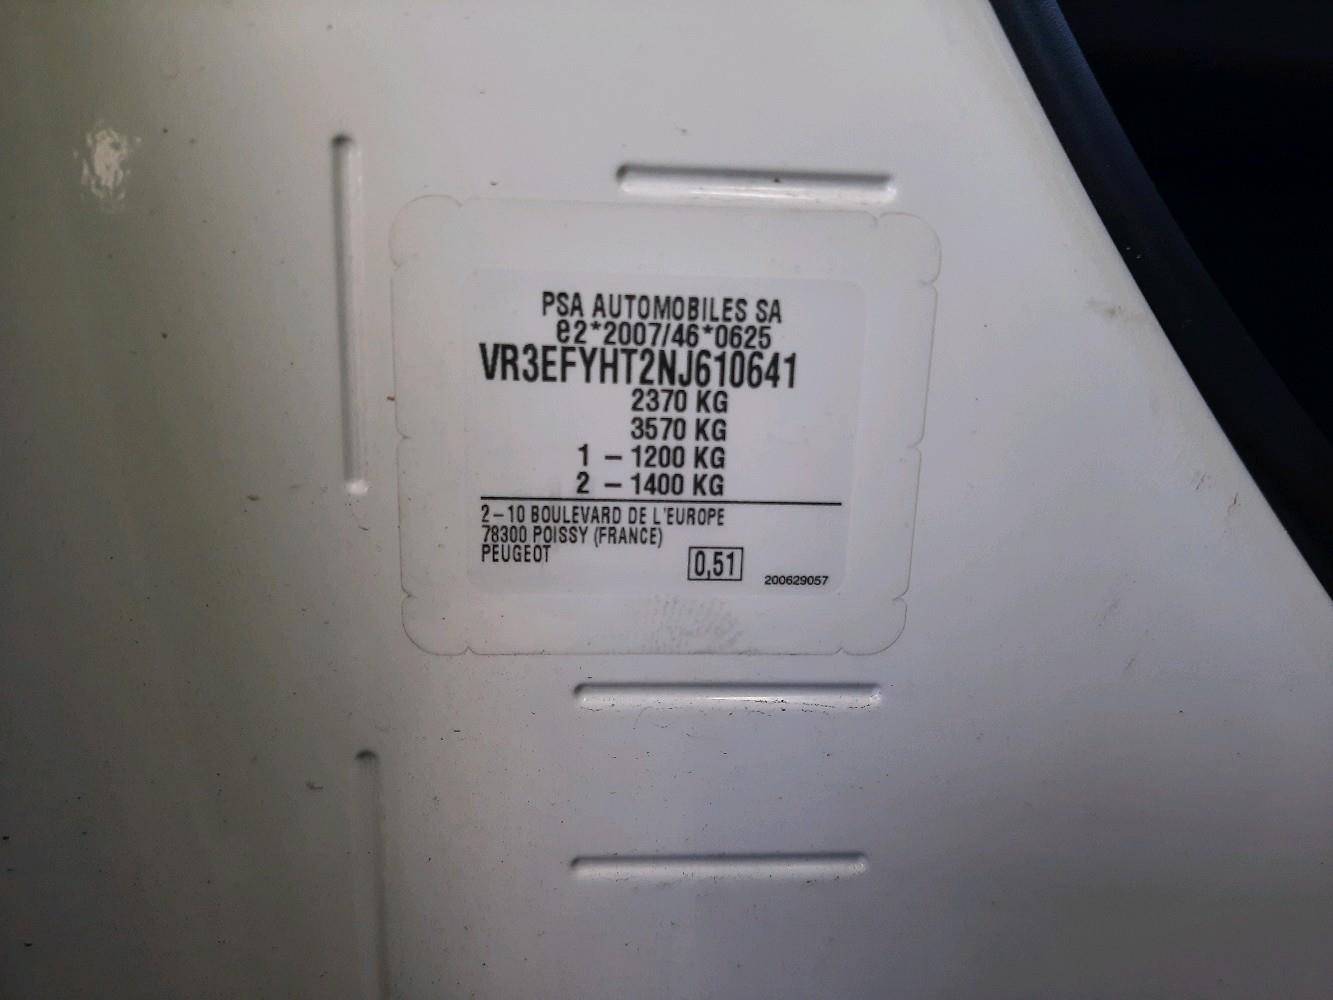 PSA AUTOMOBILES SA
e2*2007/46*0625
VR3EFYHT2NJ610641
2370 KG
3570 KG
1 – 1200 KG
2 – 1400 KG
2–10 BOULEVARD DE L'EUROPE
78300 POISSY (FRANCE)
PEUGEOT
0,51
200629057